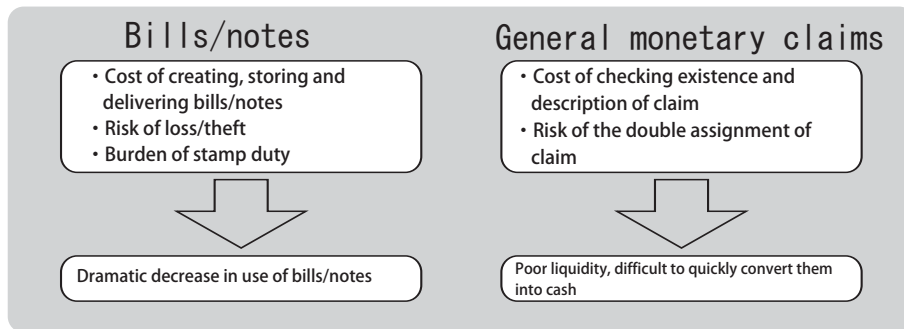 Bills/notes
・Cost of creating, storing and
delivering bills/notes
・Risk of loss/theft
・Burden of stamp duty
Dramatic decrease in use of bills/notes
General monetary claims
・Cost of checking existence and
description of claim
・Risk of the double assignment of
claim
Poor liquidity, difficult to quickly convert them
into cash